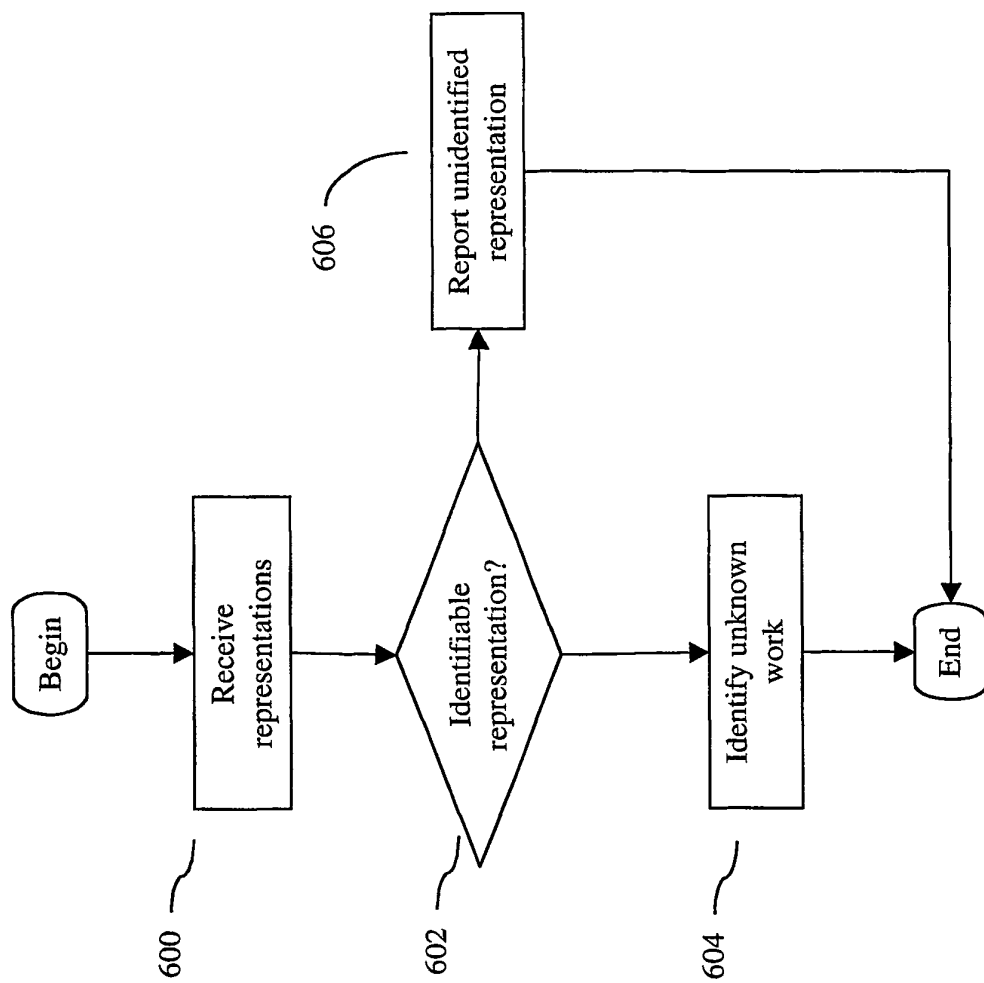 Begin
600
Receive
representations
602
Identifiable
representation?
606
Report unidentified
representation
604
Identify unknown
work
End